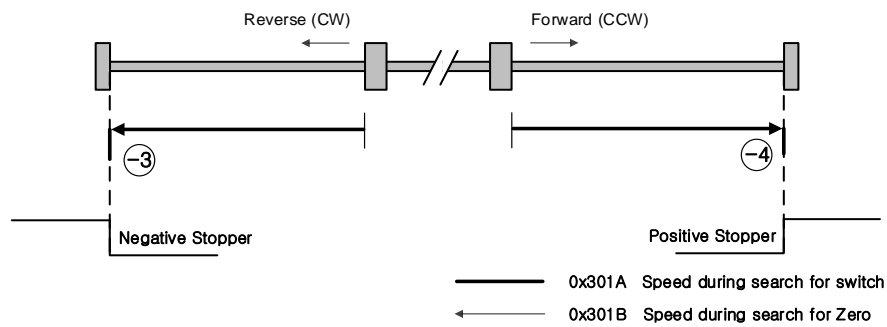 Reverse (CW)
Forward (CCW)
-3
-4
Negative Stopper
Positive Stopper
0x301A Speed during search for switch
0x301B Speed during search for Zero